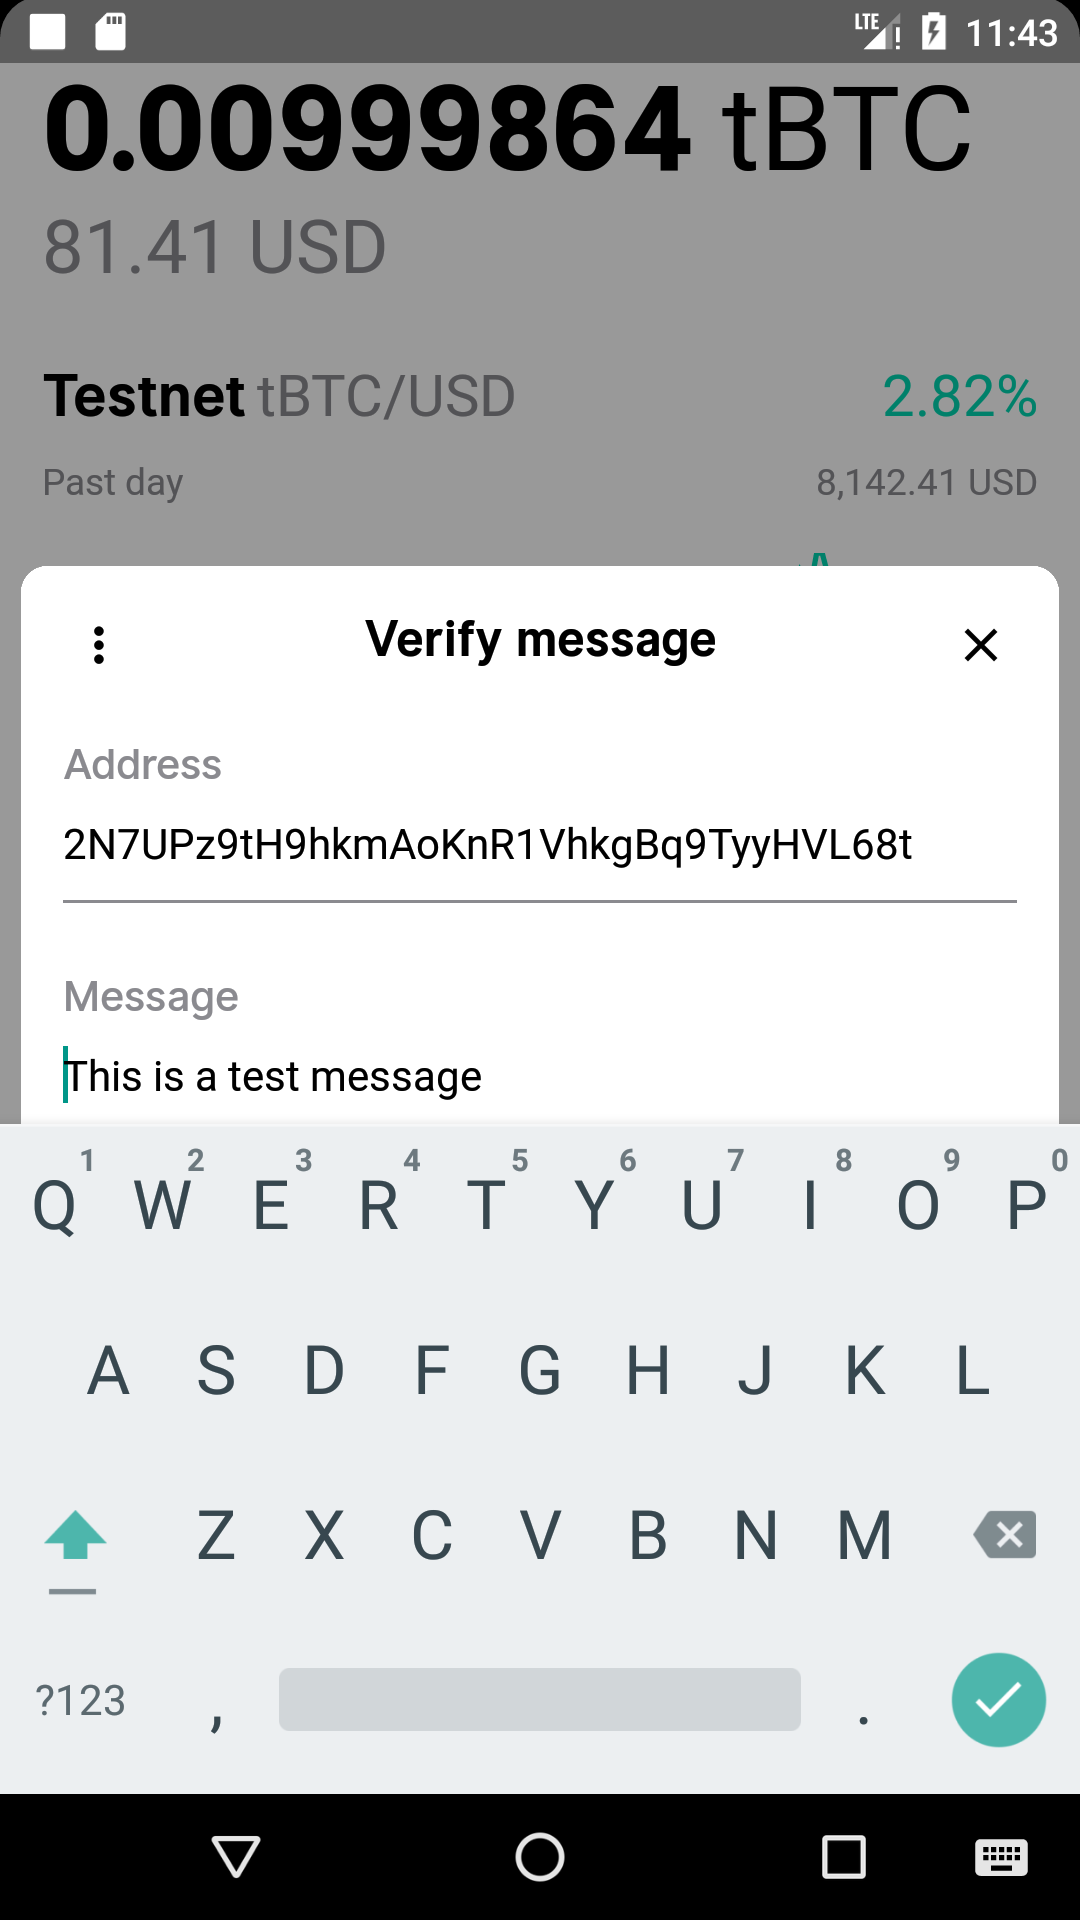 LTE 11:43
0.00999864 tBTC
81.41 USD
Testnet tBTC/USD 2.82%
Past day 8,142.41 USD
Verify message
Address
2N7UPz9tH9hkmAoKnR1VhkgBq9TyyHVL68t
Message
This is a test message
1 2 3 4 5 6 7 8 9 0
Q W E R T Y U I O P
A S D F G H J K L
Z X C V B N M
?123 , .